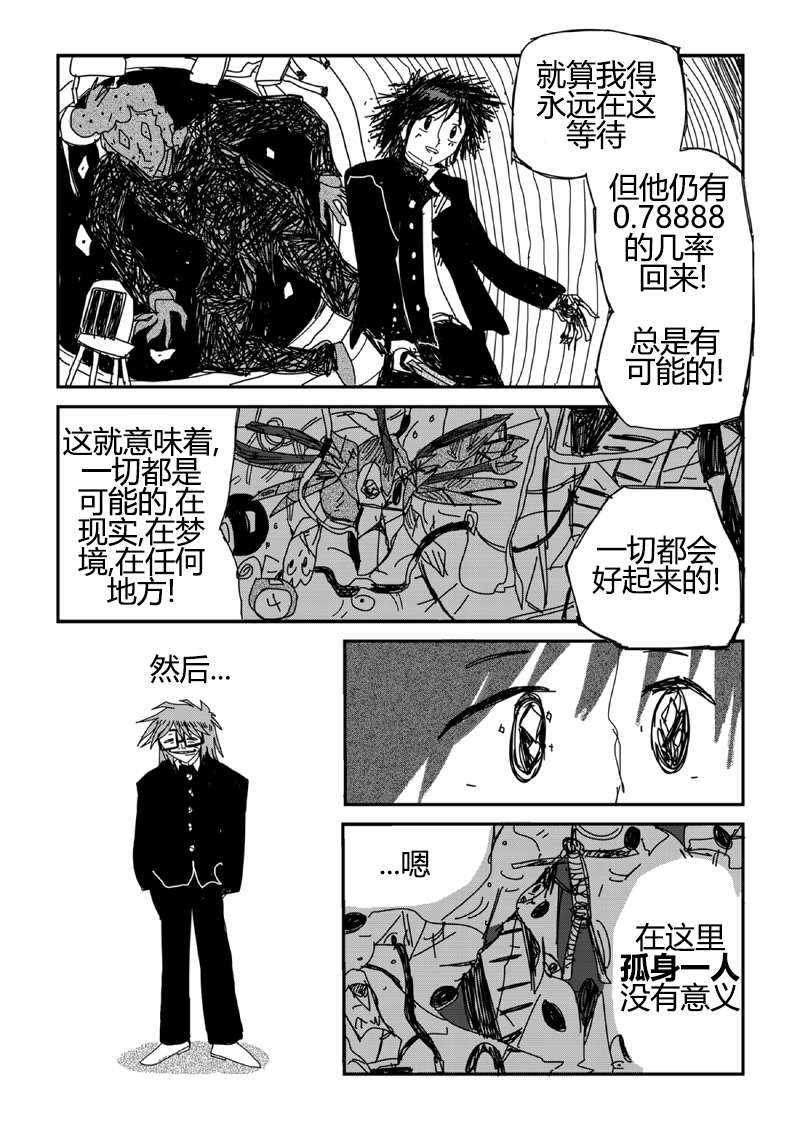 就算我得
永远在这
等待
但他仍有
0.78888
的几率
回来!
总是有
可能的!
这就意味着,
一切都是
可能的,在
现实,在梦
境,在任何
地方!
4
一切都会
好起来的!
然后...
...嗯
在这里
孤身一人
没有意义